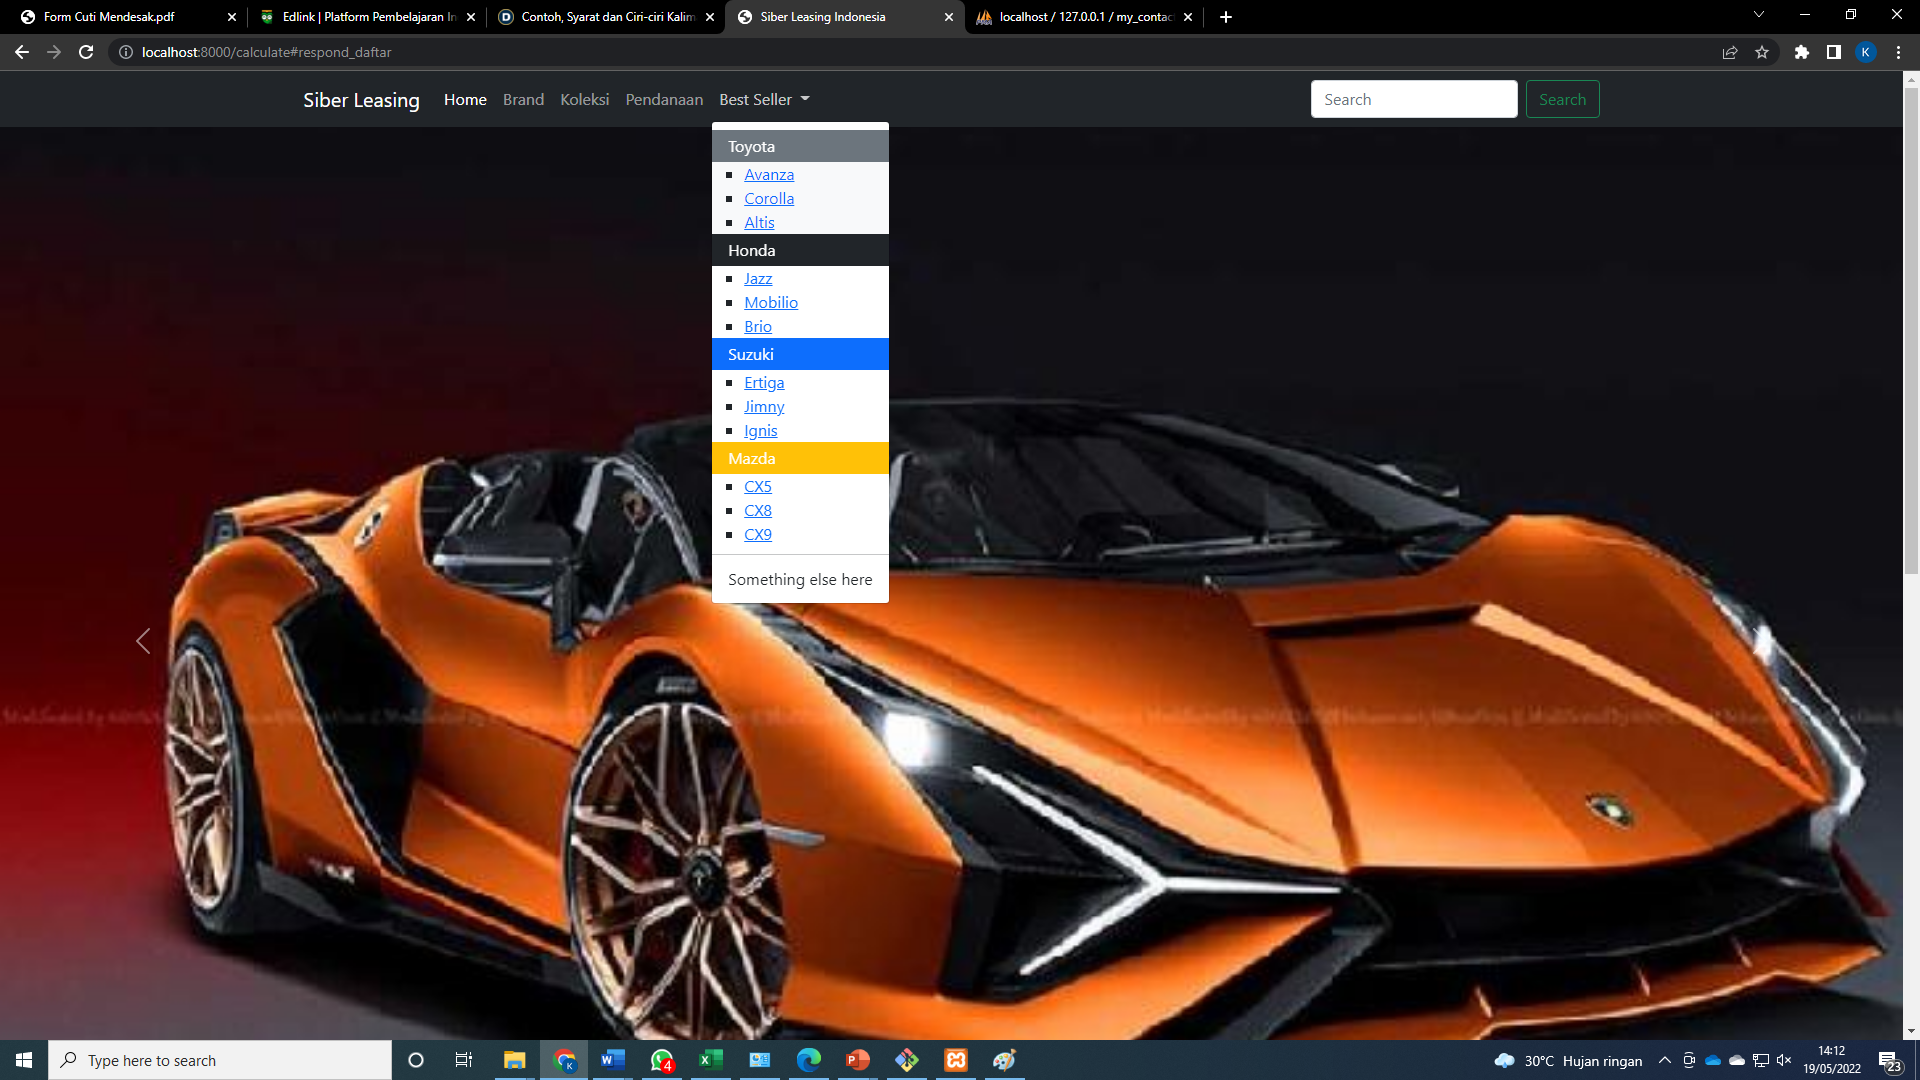 Form Cuti Mendesak.pdf
Edlink | Platform Pembelajaran In
Contoh, Syarat dan Ciri-ciri Kalim
Siber Leasing Indonesia
localhost / 127.0.0.1 / my_contac
localhost:8000/calculate#respond_daftar
K
Siber Leasing
Home
Brand
Koleksi
Pendanaan
Best Seller
Search
Search
Toyota
Avanza
Corolla
Altis
Honda
Jazz
Mobilio
Brio
Suzuki
Ertiga
Jimny
Ignis
Mazda
CX5
CX8
CX9
Something else here
Type here to search
4
30°C Hujan ringan
14:12
19/05/2022
23